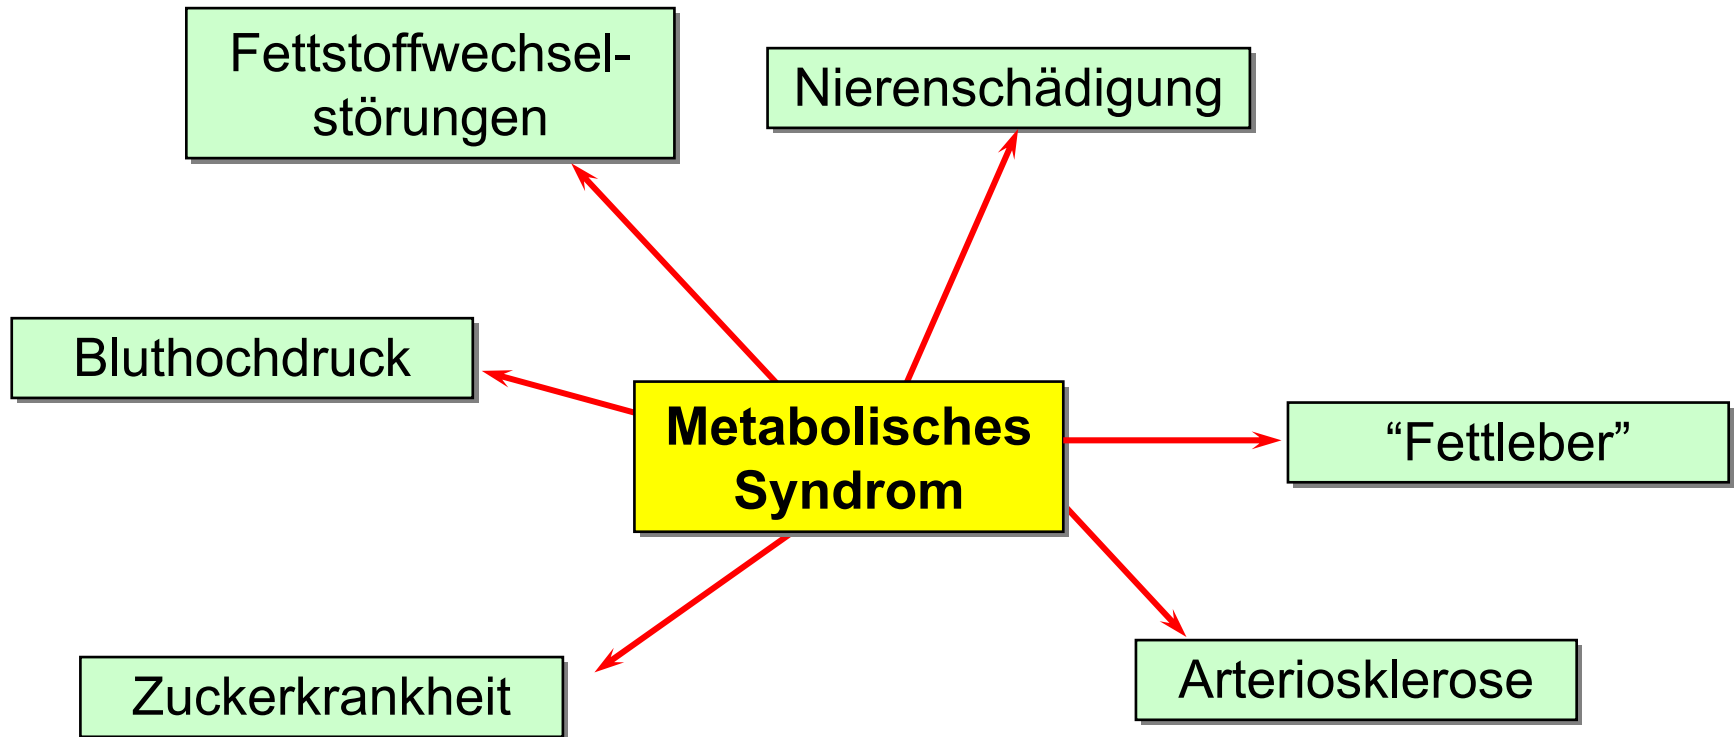 Fettstoffwechsel-
störungen
Nierenschädigung
Bluthochdruck
Metabolisches
Syndrom
“Fettleber”
Zuckerkrankheit
Arteriosklerose